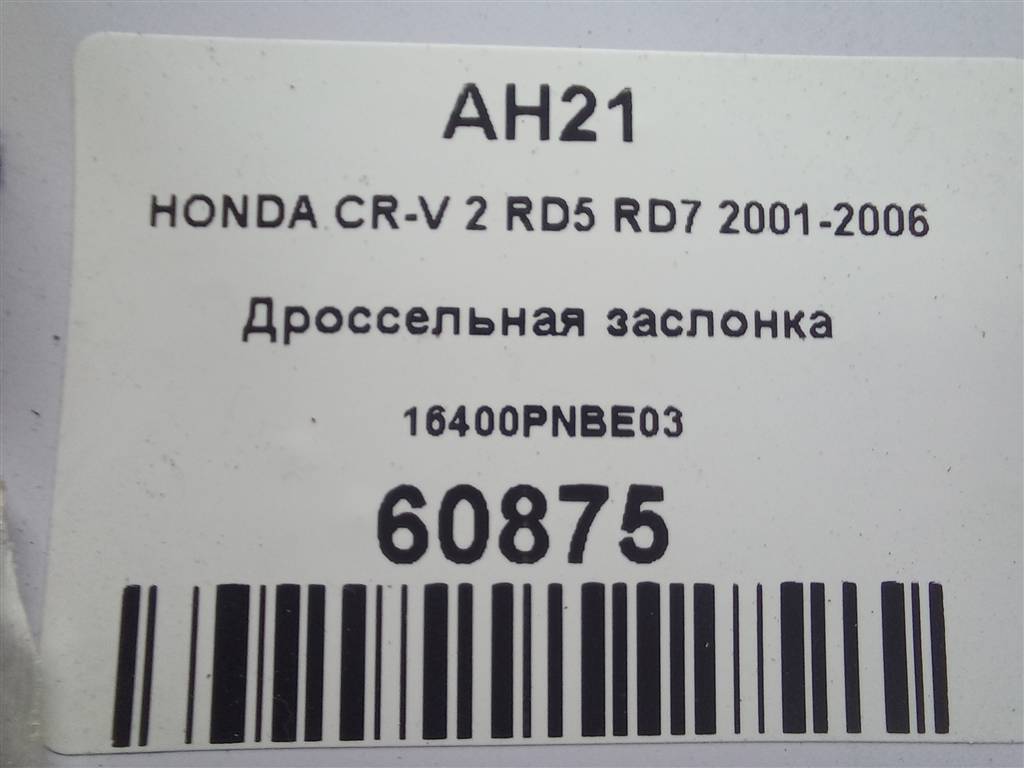 AH21
HONDA CR-V 2 RD5 RD7 2001-2006
Дроссельная заслонка
16400PNBE03
60875